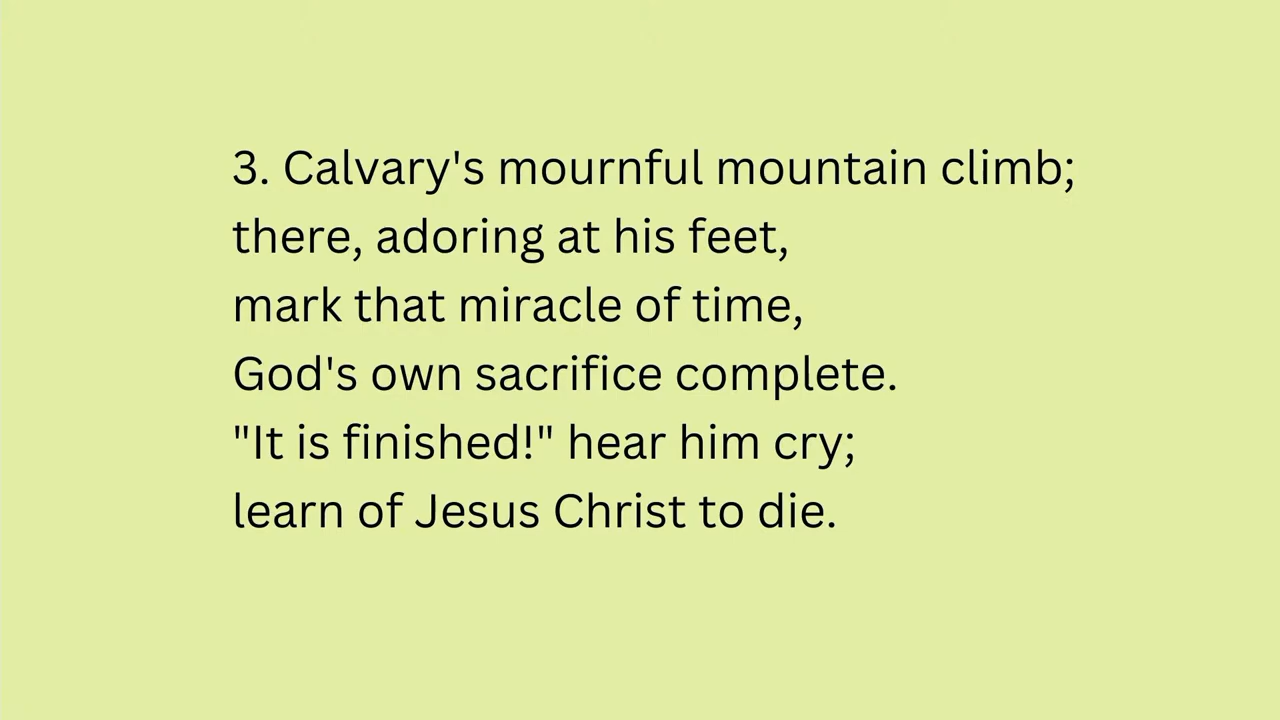 3. Calvary's mournful mountain climb;
there, adoring at his feet,
mark that miracle of time,
God's own sacrifice complete.
"It is finished!" hear him cry;
learn of Jesus Christ to die.